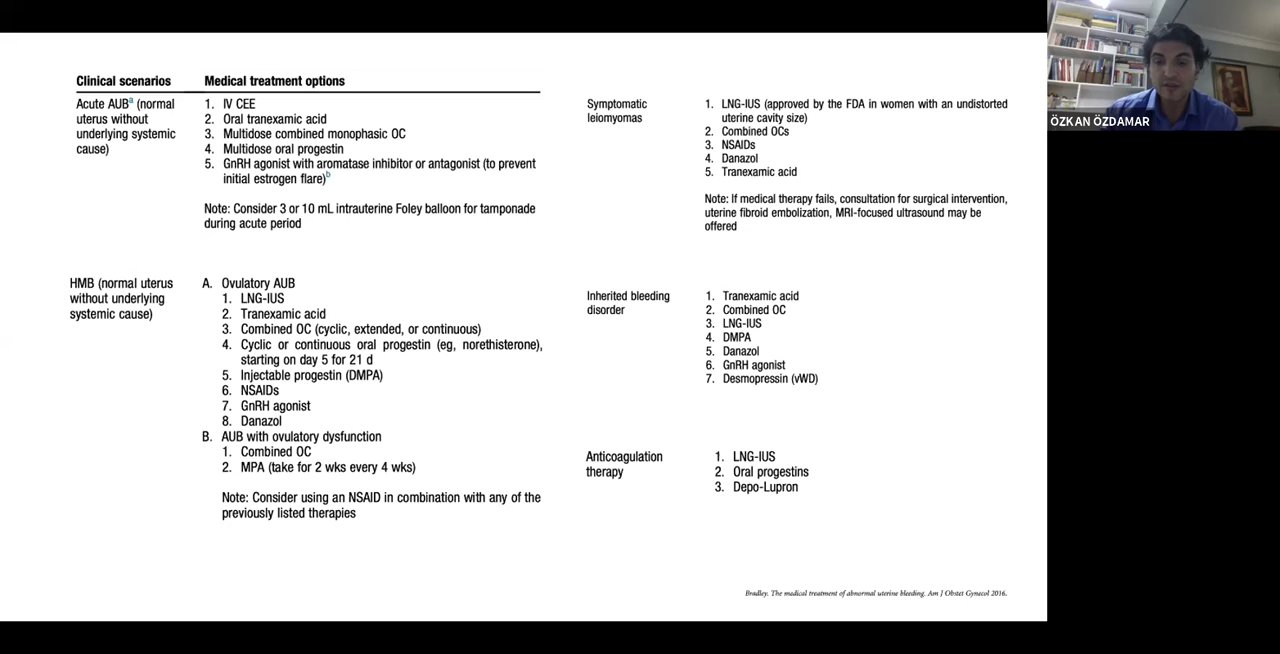 Clinical scenarios Medical treatment options
Acute AUBa (normal
uterus without
underlying systemic
cause)
1. IV CEE
2. Oral tranexamic acid
3. Multidose combined monophasic OC
4. Multidose oral progestin
5. GnRH agonist with aromatase inhibitor or antagonist (to prevent
initial estrogen flare)b
Note: Consider 3 or 10 mL intrauterine Foley balloon for tamponade
during acute period
HMB (normal uterus
without underlying
systemic cause)
A. Ovulatory AUB
1. LNG-IUS
2. Tranexamic acid
3. Combined OC (cyclic, extended, or continuous)
4. Cyclic or continuous oral progestin (eg, norethisterone),
starting on day 5 for 21 d
5. Injectable progestin (DMPA)
6. NSAIDs
7. GnRH agonist
8. Danazol
B. AUB with ovulatory dysfunction
1. Combined OC
2. MPA (take for 2 wks every 4 wks)
Note: Consider using an NSAID in combination with any of the
previously listed therapies
Symptomatic
leiomyomas
1. LNG-IUS (approved by the FDA in women with an undistorted
uterine cavity size)
2. Combined OCs
3. NSAIDs
4. Danazol
5. Tranexamic acid
Note: If medical therapy fails, consultation for surgical intervention,
uterine fibroid embolization, MRI-focused ultrasound may be
offered
Inherited bleeding
disorder
1. Tranexamic acid
2. Combined OC
3. LNG-IUS
4. DMPA
5. Danazol
6. GnRH agonist
7. Desmopressin (vWD)
Anticoagulation
therapy
1. LNG-IUS
2. Oral progestins
3. Depo-Lupron
Bradley. The medical treatment of abnormal uterine bleeding. Am J Obstet Gynecol 2016.
ÖZKAN ÖZDAMAR